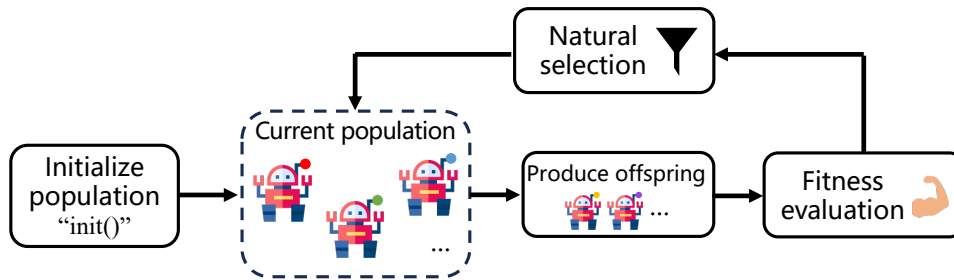 Natural
selection
Current population
Initialize
population
“init()”
...
Produce offspring
...
Fitness
evaluation